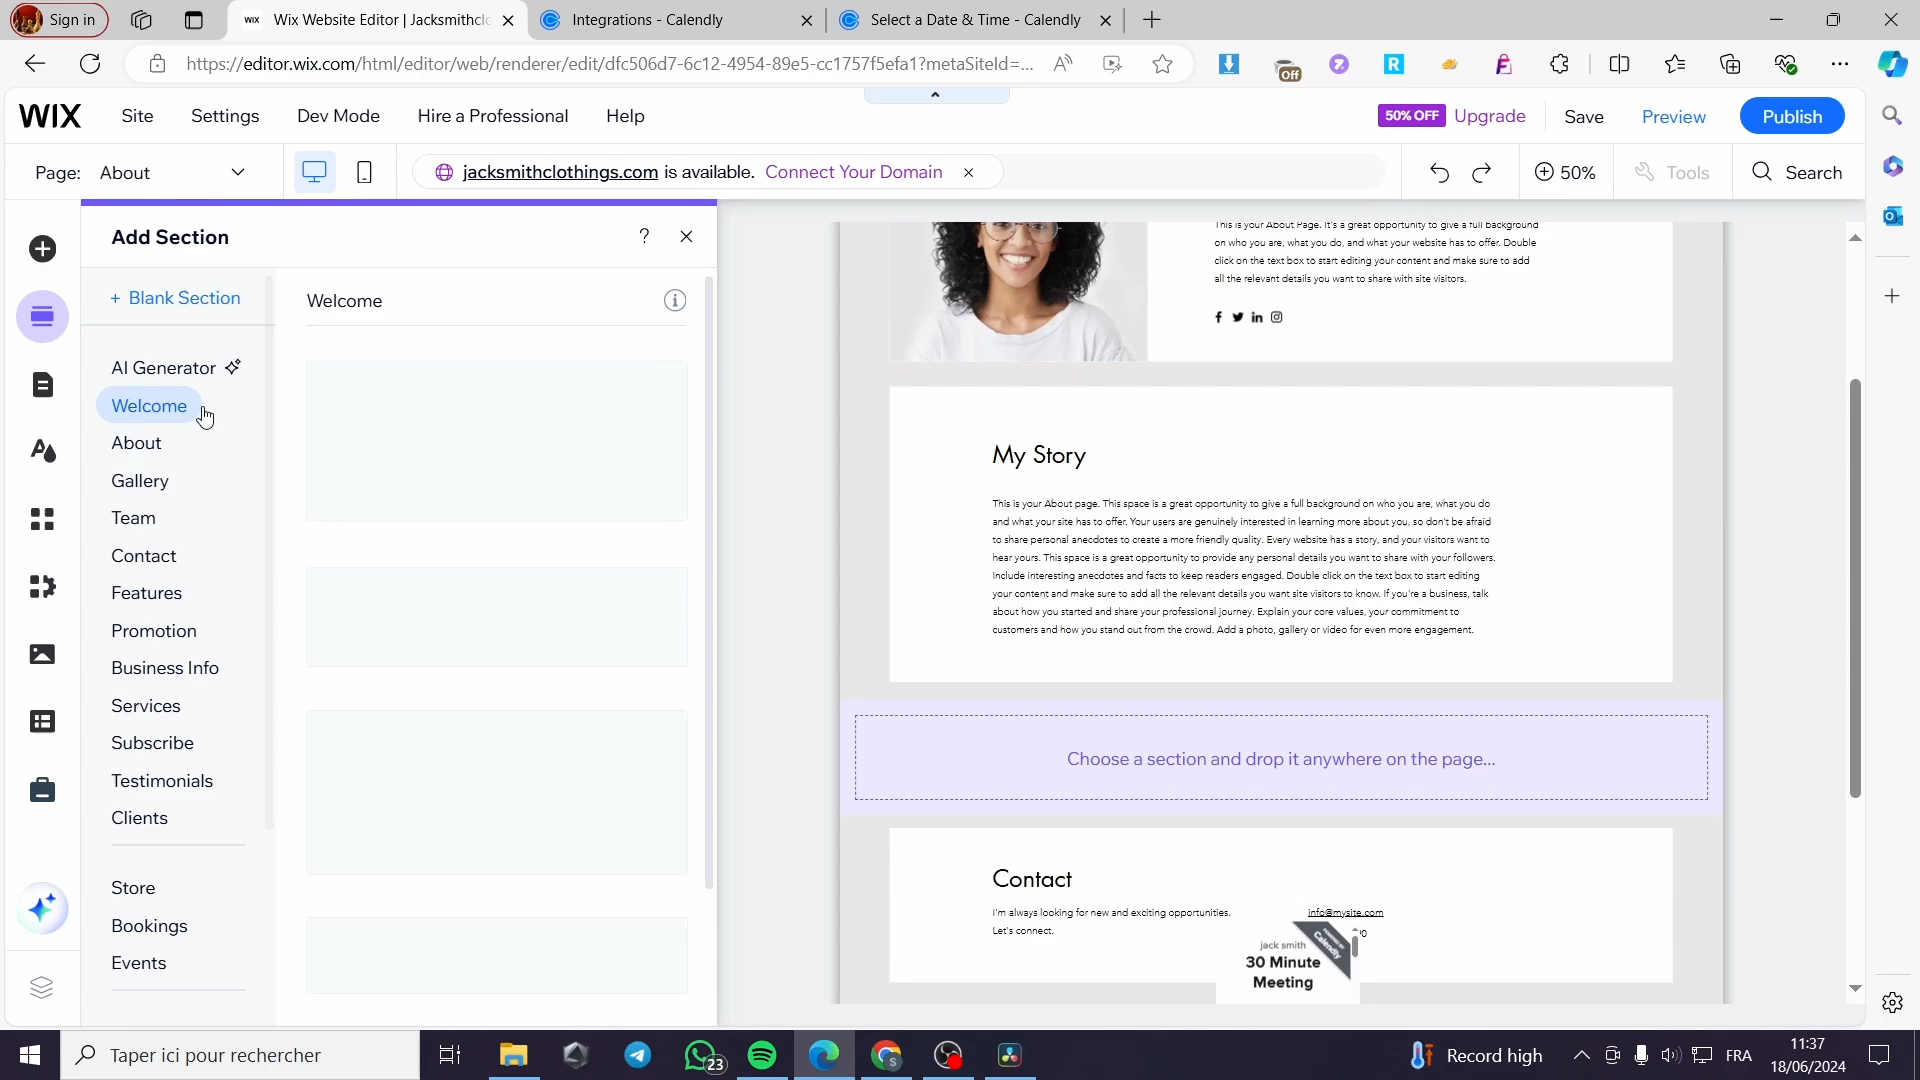 Sign in
WIX Wix Website Editor | Jacksmithclo
Integrations - Calendly
Select a Date & Time - Calendly
https://editor.wix.com/html/editor/web/renderer/edit/dfc506d7-6c12-4954-89e5-cc1757f5efa1?metaSiteId=...
Off
WIX Site Settings Dev Mode Hire a Professional Help
50% OFF Upgrade Save Preview Publish
Page: About
jacksmithclothings.com is available. Connect Your Domain
50% Tools Search
Add Section
?
+ Blank Section
AI Generator
Welcome
About
Gallery
Team
Contact
Features
Promotion
Business Info
Services
Subscribe
Testimonials
Clients
Store
Bookings
Events
Welcome
This is your About Page. It's a great opportunity to give a full background
on who you are, what you do, and what your website has to offer. Double
click on the text box to start editing your content and make sure to add
all the relevant details you want to share with site visitors.
My Story
This is your About page. This space is a great opportunity to give a full background on who you are, what you do
and what your site has to offer. Your users are genuinely interested in learning more about you, so don't be afraid
to share personal anecdotes to create a more friendly quality. Every website has a story, and your visitors want to
hear yours. This space is a great opportunity to provide any personal details you want to share with your followers.
Include interesting anecdotes and facts to keep readers engaged. Double click on the text box to start editing
your content and make sure to add all the relevant details you want site visitors to know. If you're a business, talk
about how you started and share your professional journey. Explain your core values, your commitment to
customers and how you stand out from the crowd. Add a photo, gallery or video for even more engagement.
Choose a section and drop it anywhere on the page...
Contact
I'm always looking for new and exciting opportunities.
Let's connect.
info@mysite.com
jack smith
30 Minute
Meeting
POWERED BY
Calendly
Taper ici pour rechercher
23
Record high
FRA
11:37
18/06/2024